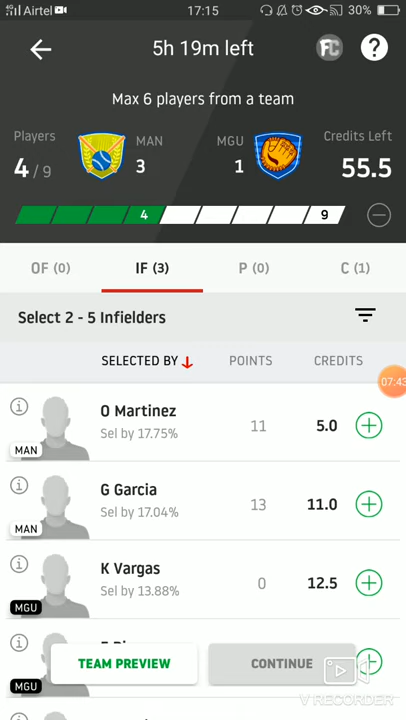 4G Airtel 17:15 30%
5h 19m left FC ?
Max 6 players from a team
Players MAN MGU Credits Left
4 / 9 3 1 55.5
4 9
OF (0) IF (3) P (0) C (1)
Select 2 - 5 Infielders
SELECTED BY POINTS CREDITS
07:43
O Martinez
Sel by 17.75% 11 5.0
MAN
G Garcia
Sel by 17.04% 13 11.0
MAN
K Vargas
Sel by 13.88% 0 12.5
MGU
TEAM PREVIEW CONTINUE
MGU
V RECORDER